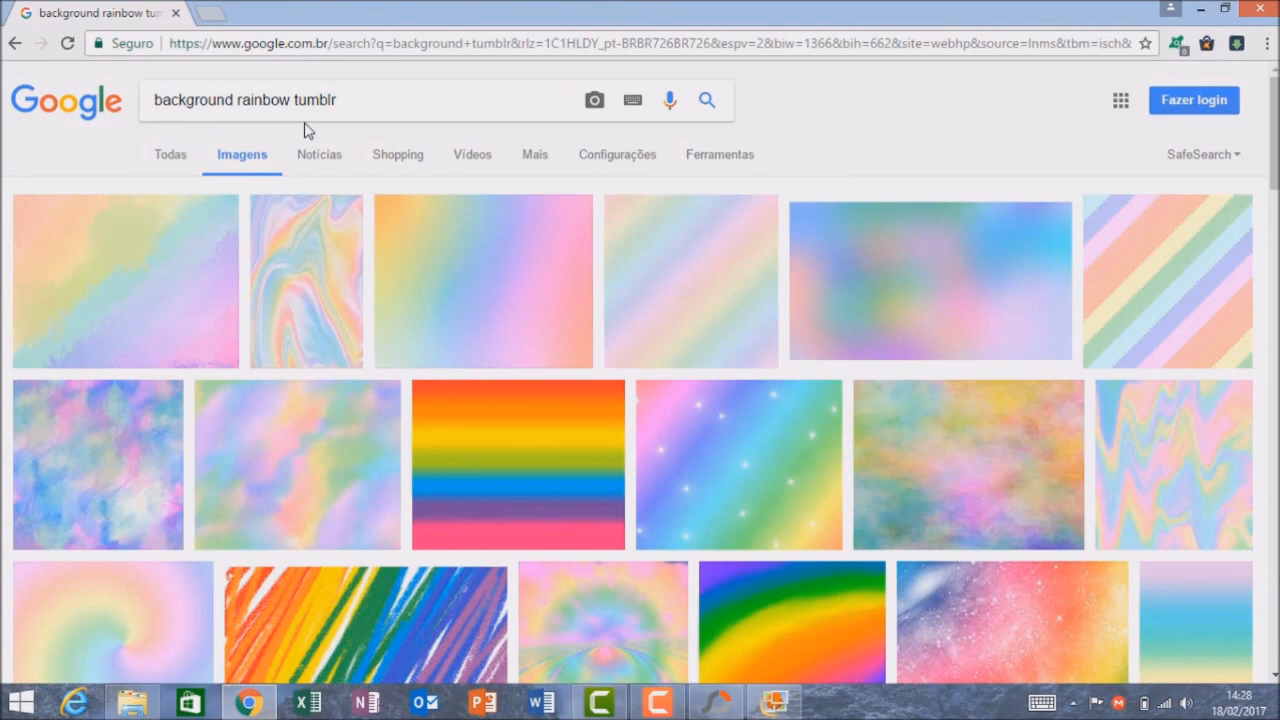 background rainbow tum
Seguro https://www.google.com.br/search?q=background+tumblr&rlz=1C1HLDY_pt-BRBR726BR726&espv=2&biw=1366&bih=662&site=webhp&source=lnms&tbm=isch&
Google
background rainbow tumblr
Fazer login
Todas Imagens Notícias Shopping Vídeos Mais Configurações Ferramentas SafeSearch
14:28
18/02/2017